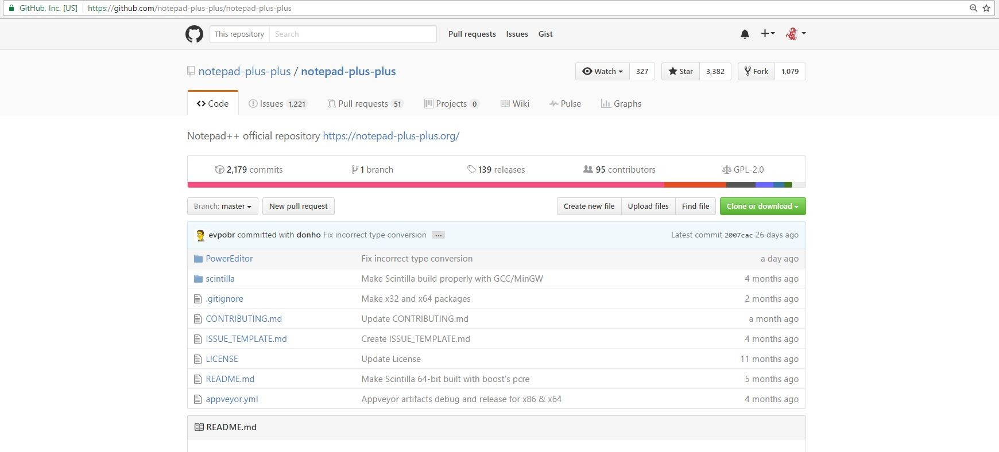 GitHub, Inc. [US] https://github.com/notepad-plus-plus/notepad-plus-plus
This repository Search Pull requests Issues Gist
notepad-plus-plus / notepad-plus-plus Watch 327 Star 3,382 Fork 1,079
Code Issues 1,221 Pull requests 51 Projects 0 Wiki Pulse Graphs
Notepad++ official repository https://notepad-plus-plus.org/
2,179 commits 1 branch 139 releases 95 contributors GPL-2.0
Branch: master New pull request Create new file Upload files Find file Clone or download
evpobr committed with donho Fix incorrect type conversion ... Latest commit 2007cac 26 days ago
PowerEditor Fix incorrect type conversion a day ago
scintilla Make Scintilla build properly with GCC/MinGW 4 months ago
.gitignore Make x32 and x64 packages 2 months ago
CONTRIBUTING.md Update CONTRIBUTING.md a month ago
ISSUE_TEMPLATE.md Create ISSUE_TEMPLATE.md 4 months ago
LICENSE Update License 11 months ago
README.md Make Scintilla 64-bit built with boost's pcre 5 months ago
appveyor.yml Appveyor artifacts debug and release for x86 & x64 4 months ago
README.md